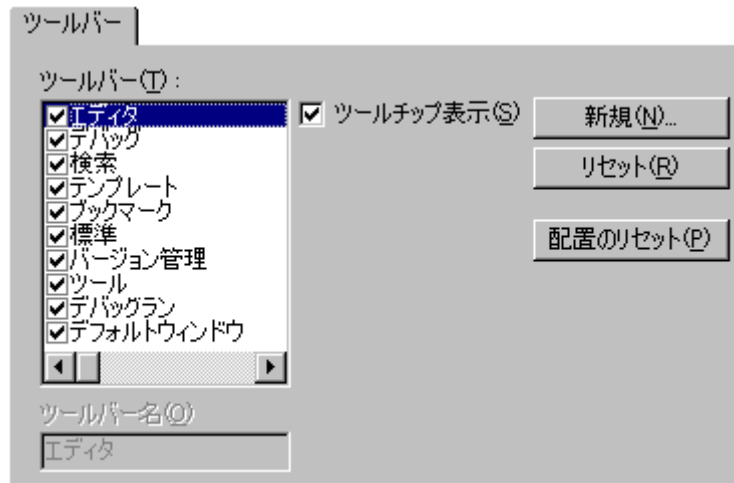 ツールバー
ツールバー(T) :
エディタ
デバッグ
検索
テンプレート
ブックマーク
標準
バージョン管理
ツール
デバッグラン
デフォルトウィンドウ
ツールバー名(O)
エディタ
ツールチップ表示(S)
新規(N)...
リセット(R)
配置のリセット(P)